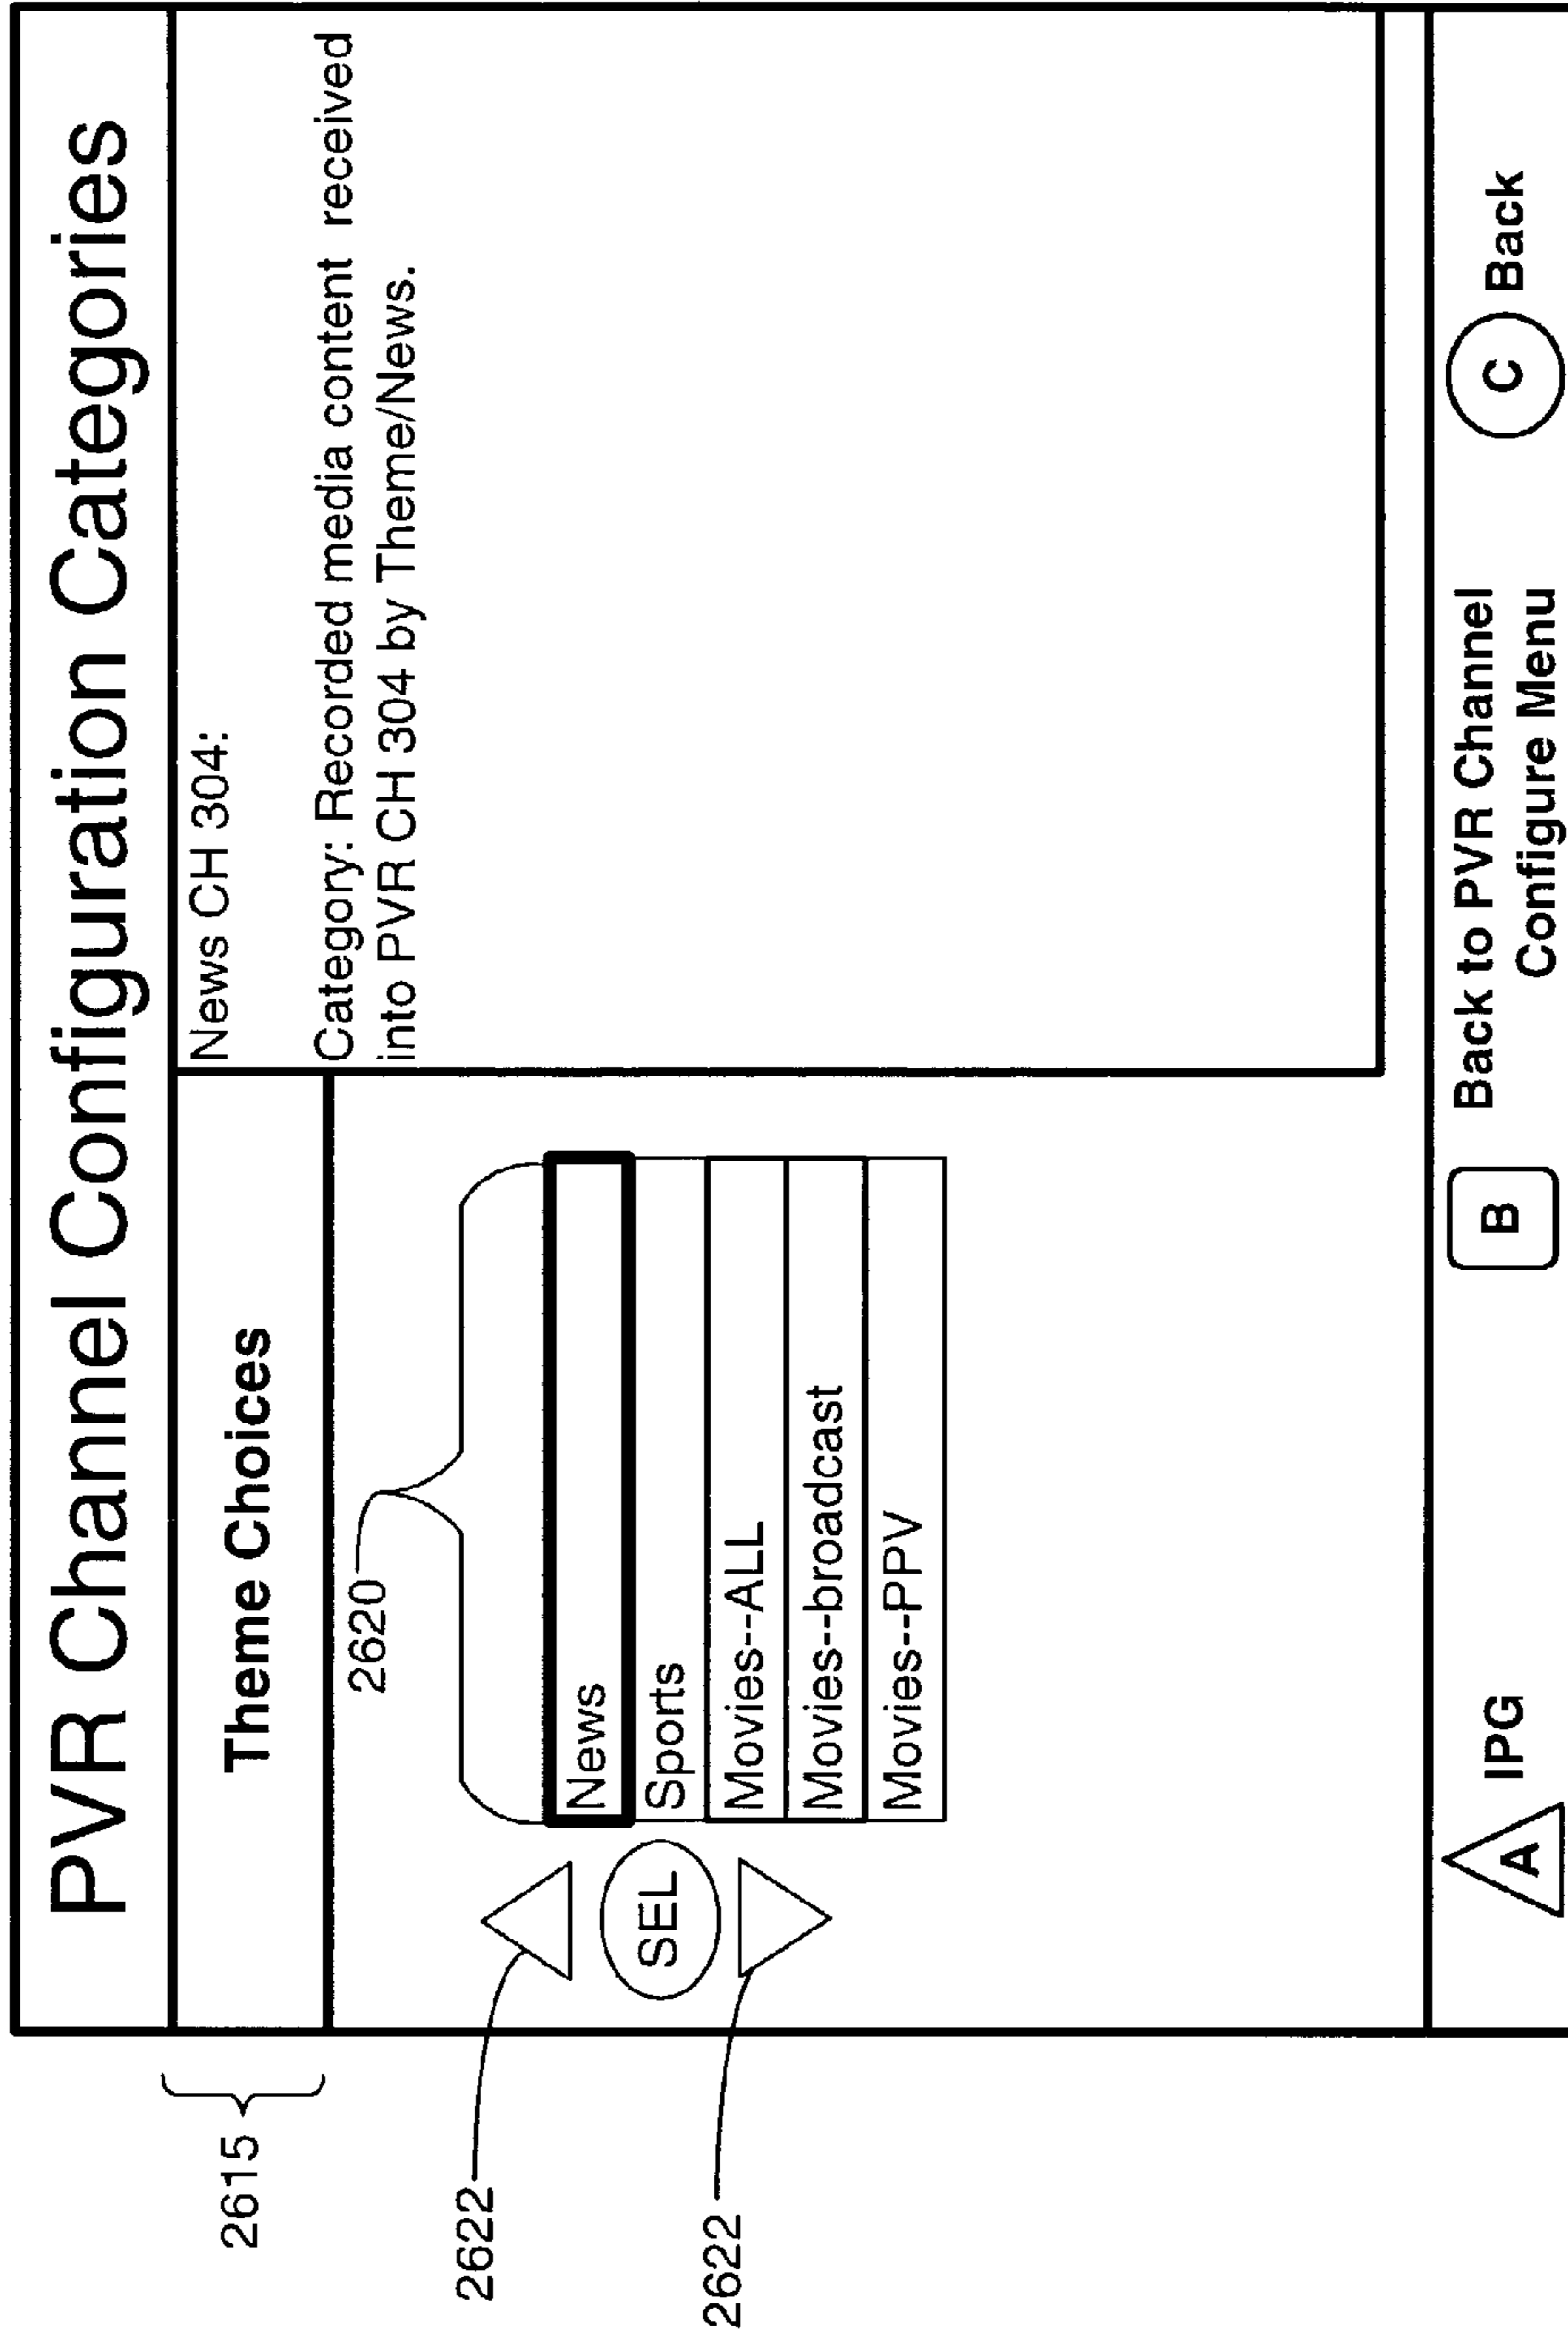 PVR Channel Configuration Categories
2615
Theme Choices
News CH 304:
Category: Recorded media content received
into PVR CH 304 by Theme/News.
2620
2622
2622
SEL
News
Sports
Movies--ALL
Movies--broadcast
Movies--PPV
A
IPG
B
Back to PVR Channel
Configure Menu
C
Back